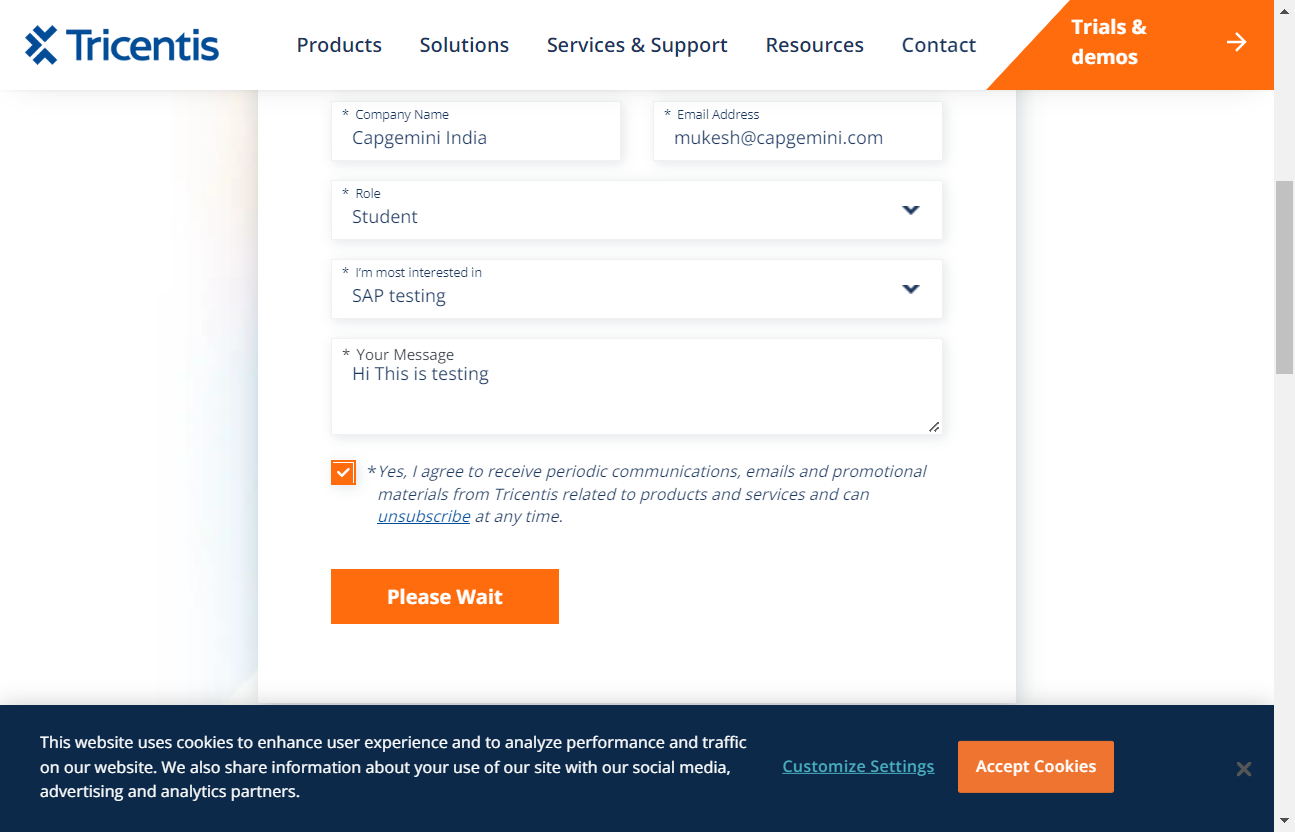 Tricentis
Products Solutions Services & Support Resources Contact
Trials &
demos
* Company Name
Capgemini India
* Email Address
mukesh@capgemini.com
* Role
Student
* I'm most interested in
SAP testing
* Your Message
Hi This is testing
*Yes, I agree to receive periodic communications, emails and promotional
materials from Tricentis related to products and services and can
unsubscribe at any time.
Please Wait
This website uses cookies to enhance user experience and to analyze performance and traffic
on our website. We also share information about your use of our site with our social media,
advertising and analytics partners.
Customize Settings
Accept Cookies